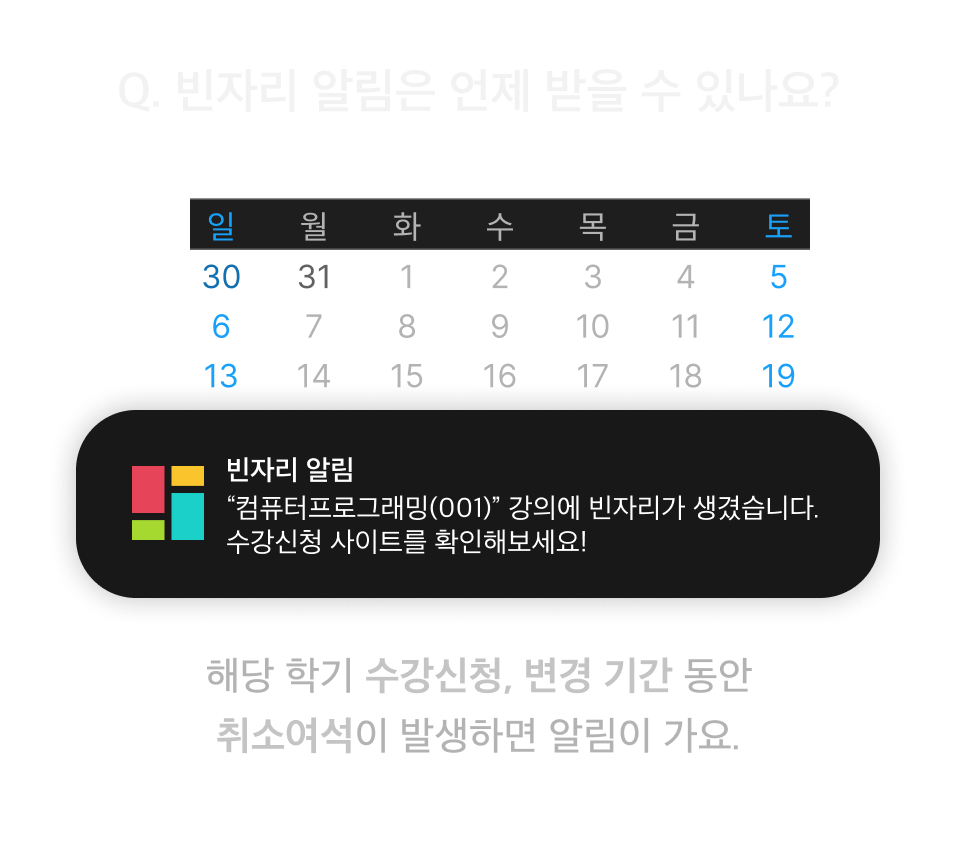 Q. 빈자리 알림은 언제 받을 수 있나요?
일 월 화 수 목 금 토
30 31 1 2 3 4 5
6 7 8 9 10 11 12
13 14 15 16 17 18 19
빈자리 알림
“컴퓨터프로그래밍(001)” 강의에 빈자리가 생겼습니다.
수강신청 사이트를 확인해보세요!
해당 학기 수강신청, 변경 기간 동안
취소여석이 발생하면 알림이 가요.